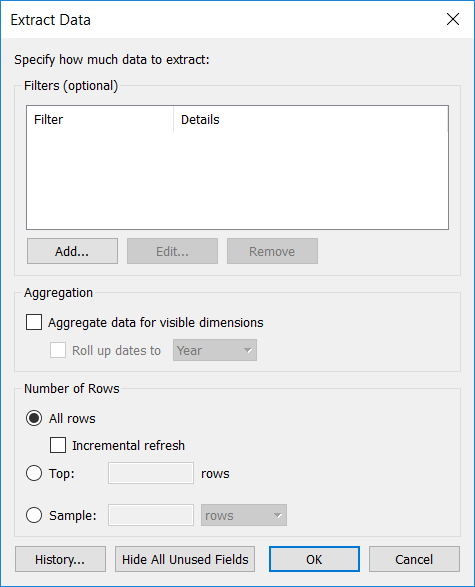 Extract Data
Specify how much data to extract:
Filters (optional)
Filter Details
Add... Edit... Remove
Aggregation
Aggregate data for visible dimensions
Roll up dates to Year
Number of Rows
All rows
Incremental refresh
Top: rows
Sample: rows
History... Hide All Unused Fields OK Cancel